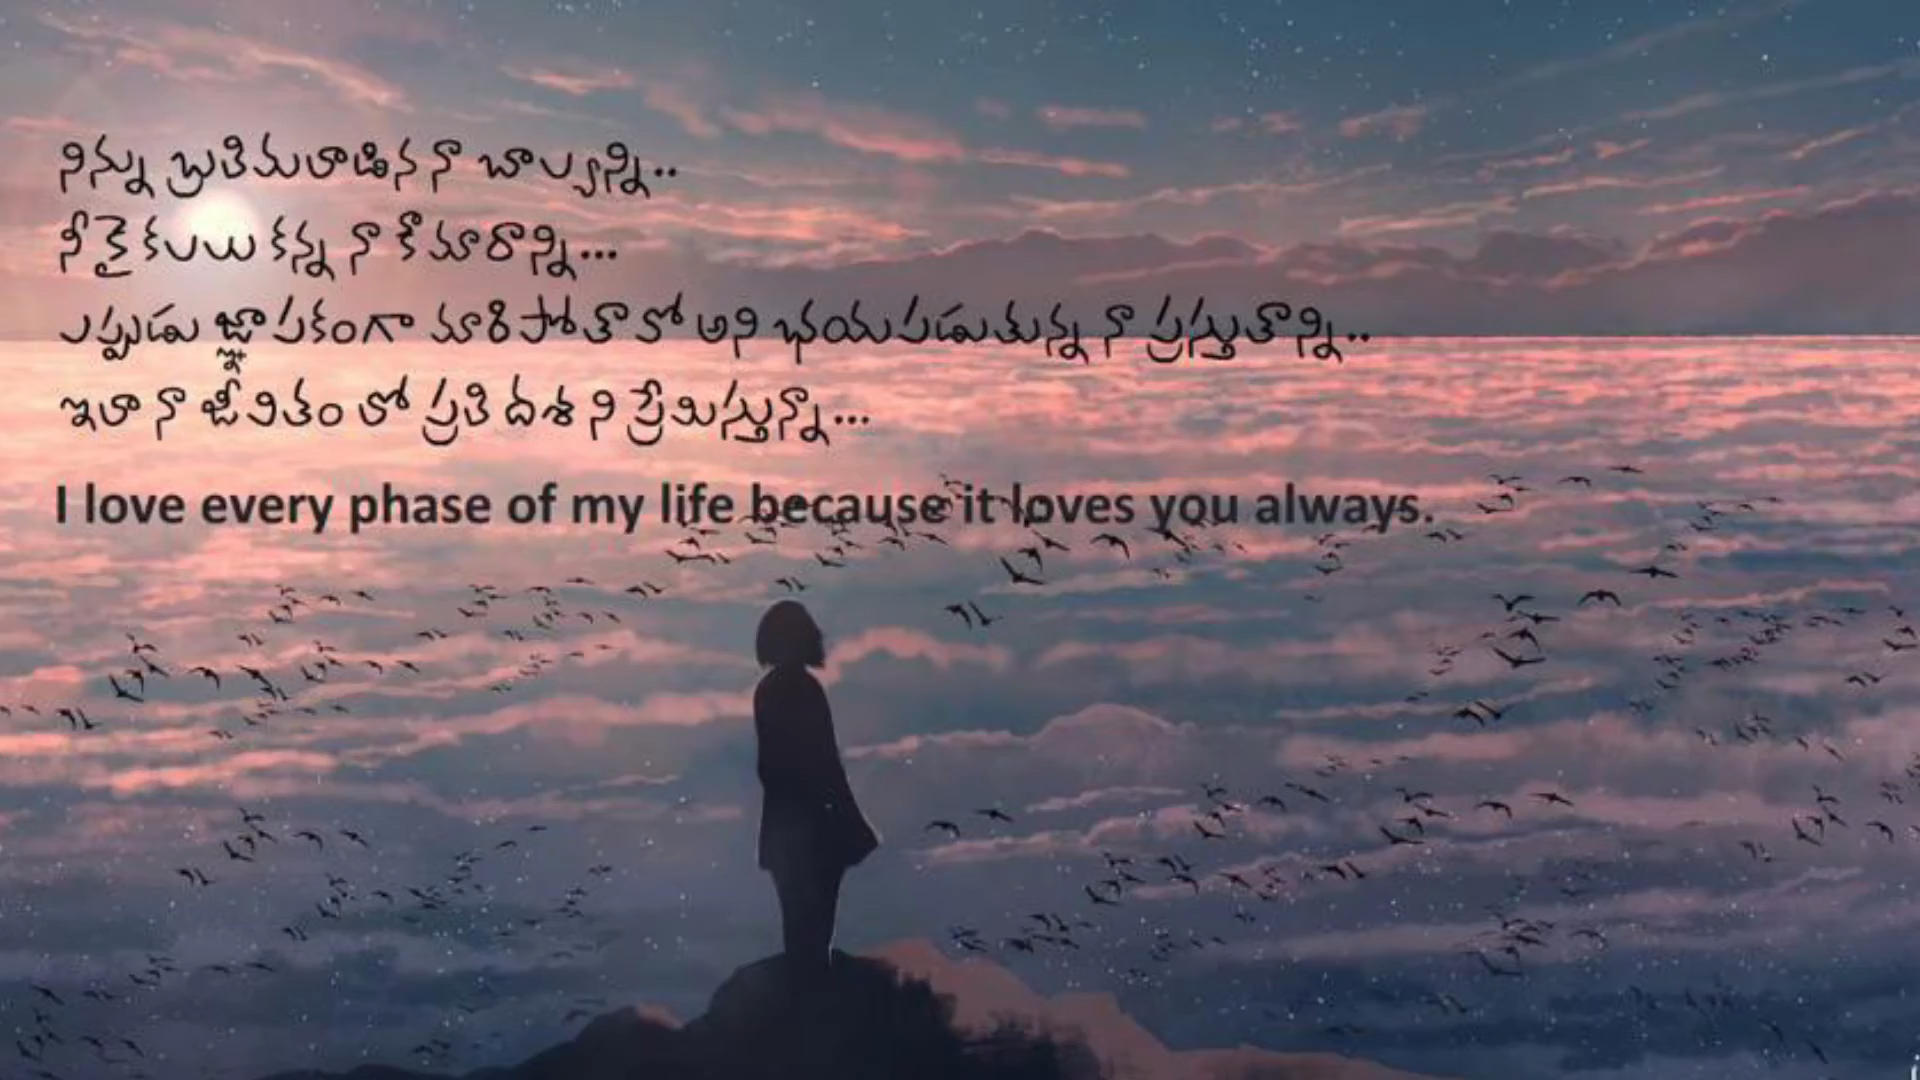 నిన్ను బ్రతిమలాడిన నా బాల్యాన్ని..
నీకై కలలు కన్న నా కౌమారాన్ని...
ఎప్పుడు జ్ఞాపకంగా మారిపోతావో అని భయపడుతున్న నా ప్రస్తుతాన్ని..
ఇలా నా జీవితం లో ప్రతి దశ ని ప్రేమిస్తున్నా...
I love every phase of my life because it loves you always.